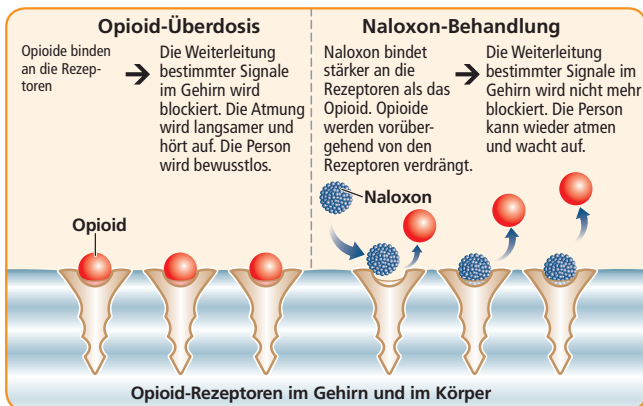 Opioid-Überdosis
Opioide binden
an die Rezep-
toren
Die Weiterleitung
bestimmter Signale
im Gehirn wird
blockiert. Die Atmung
wird langsamer und
hört auf. Die Person
wird bewusstlos.
Naloxon-Behandlung
Naloxon bindet
stärker an die
Rezeptoren als das
Opioid. Opioide
werden vorüber-
gehend von den
Rezeptoren verdrängt.
Die Weiterleitung
bestimmter Signale im
Gehirn wird nicht mehr
blockiert. Die Person
kann wieder atmen
und wacht auf.
Opioid
Naloxon
Opioid-Rezeptoren im Gehirn und im Körper